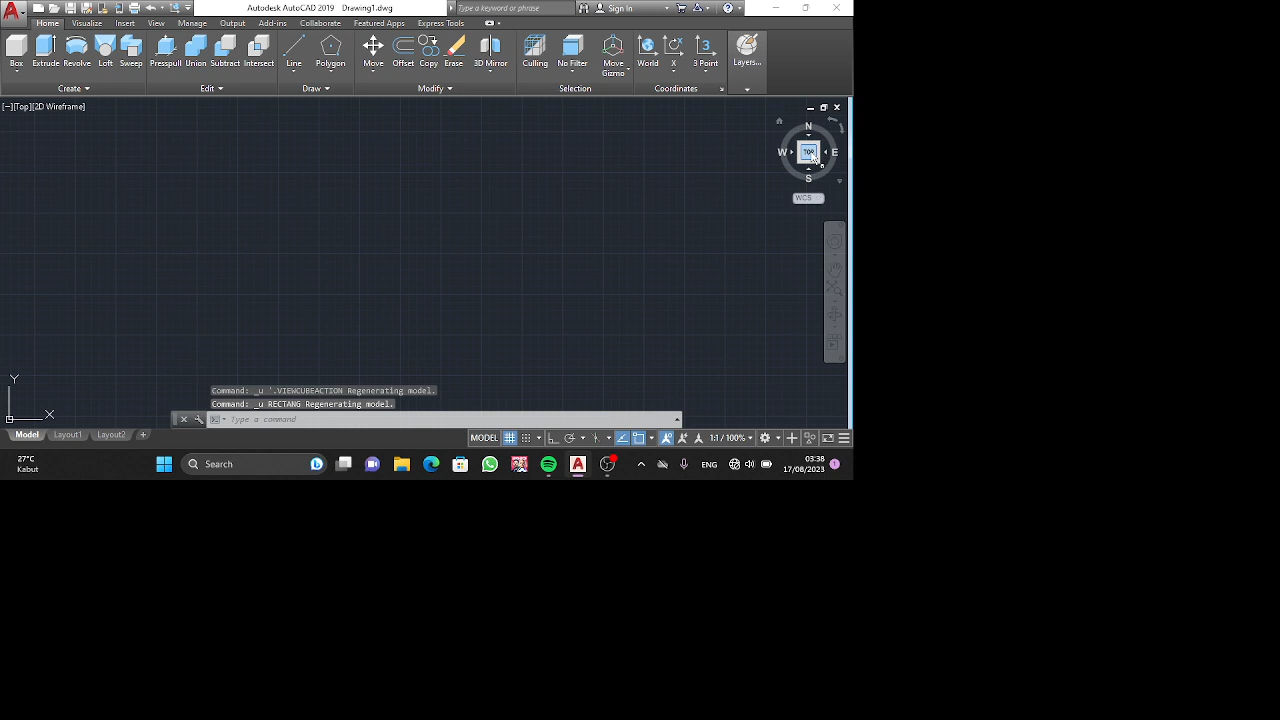 Autodesk AutoCAD 2019 Drawing1.dwg
Type a keyword or phrase
Sign In
Home Visualize Insert View Manage Output Add-ins Collaborate Featured Apps Express Tools
Box Extrude Revolve Loft Sweep Presspull Union Subtract Intersect Line Polygon Move Offset Copy Erase 3D Mirror Culling No Filter Move Gizmo World X 3 Point Layers...
Create Edit Draw Modify Selection Coordinates
[−][Top][2D Wireframe]
N
W TOP E
S
WCS
Y
X
Command: _u '.VIEWCUBEACTION Regenerating model.
Command: _u RECTANG Regenerating model.
Type a command
Model Layout1 Layout2 +
MODEL 1:1 / 100%
27°C
Kabut
Search
ENG
03:38
17/08/2023
1